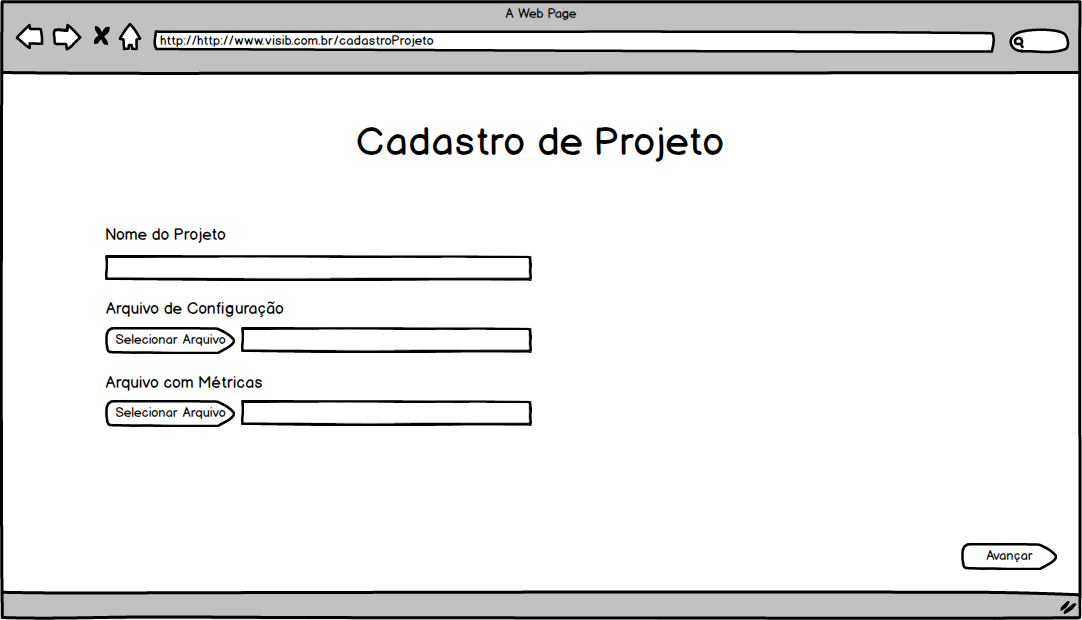 A Web Page
http://http://www.visib.com.br/cadastroProjeto
Cadastro de Projeto
Nome do Projeto
Arquivo de Configuração
Selecionar Arquivo
Arquivo com Métricas
Selecionar Arquivo
Avançar